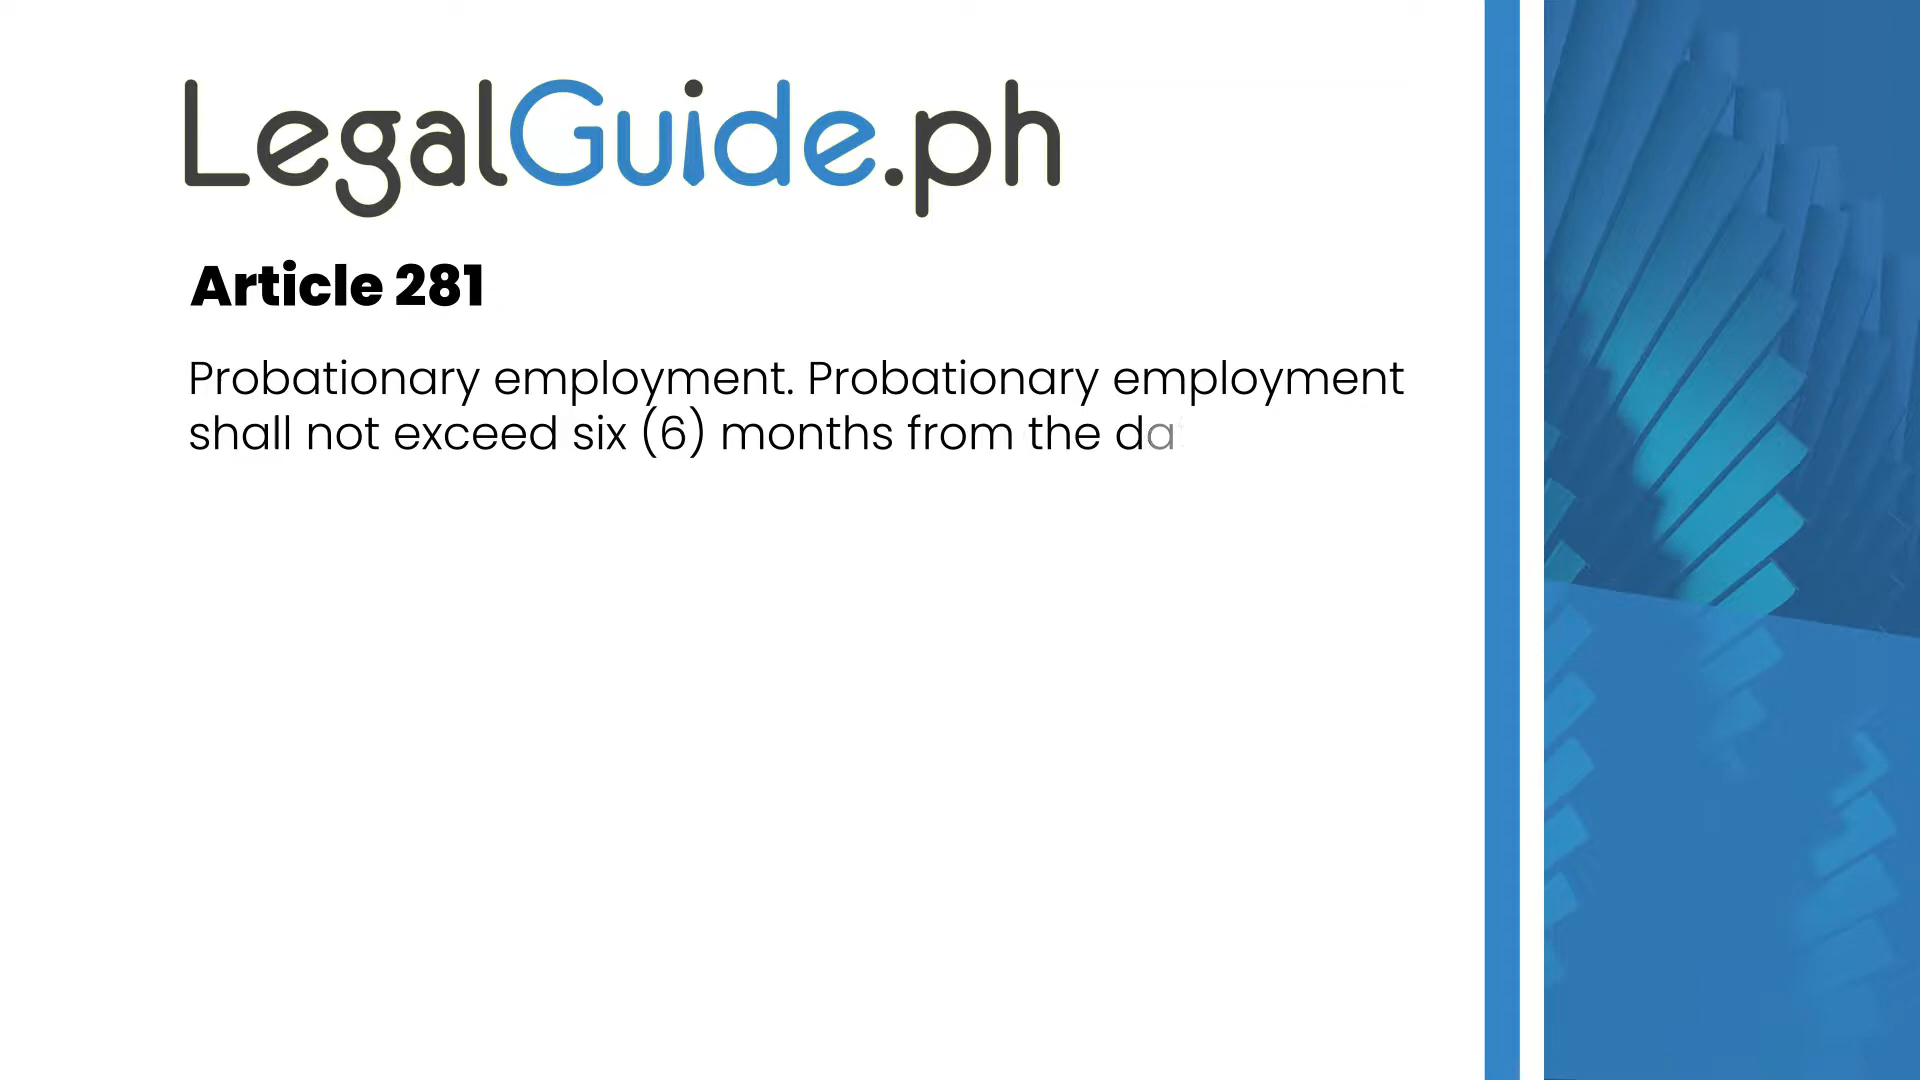 LegalGuide.ph
Article 281
Probationary employment. Probationary employment
shall not exceed six (6) months from the